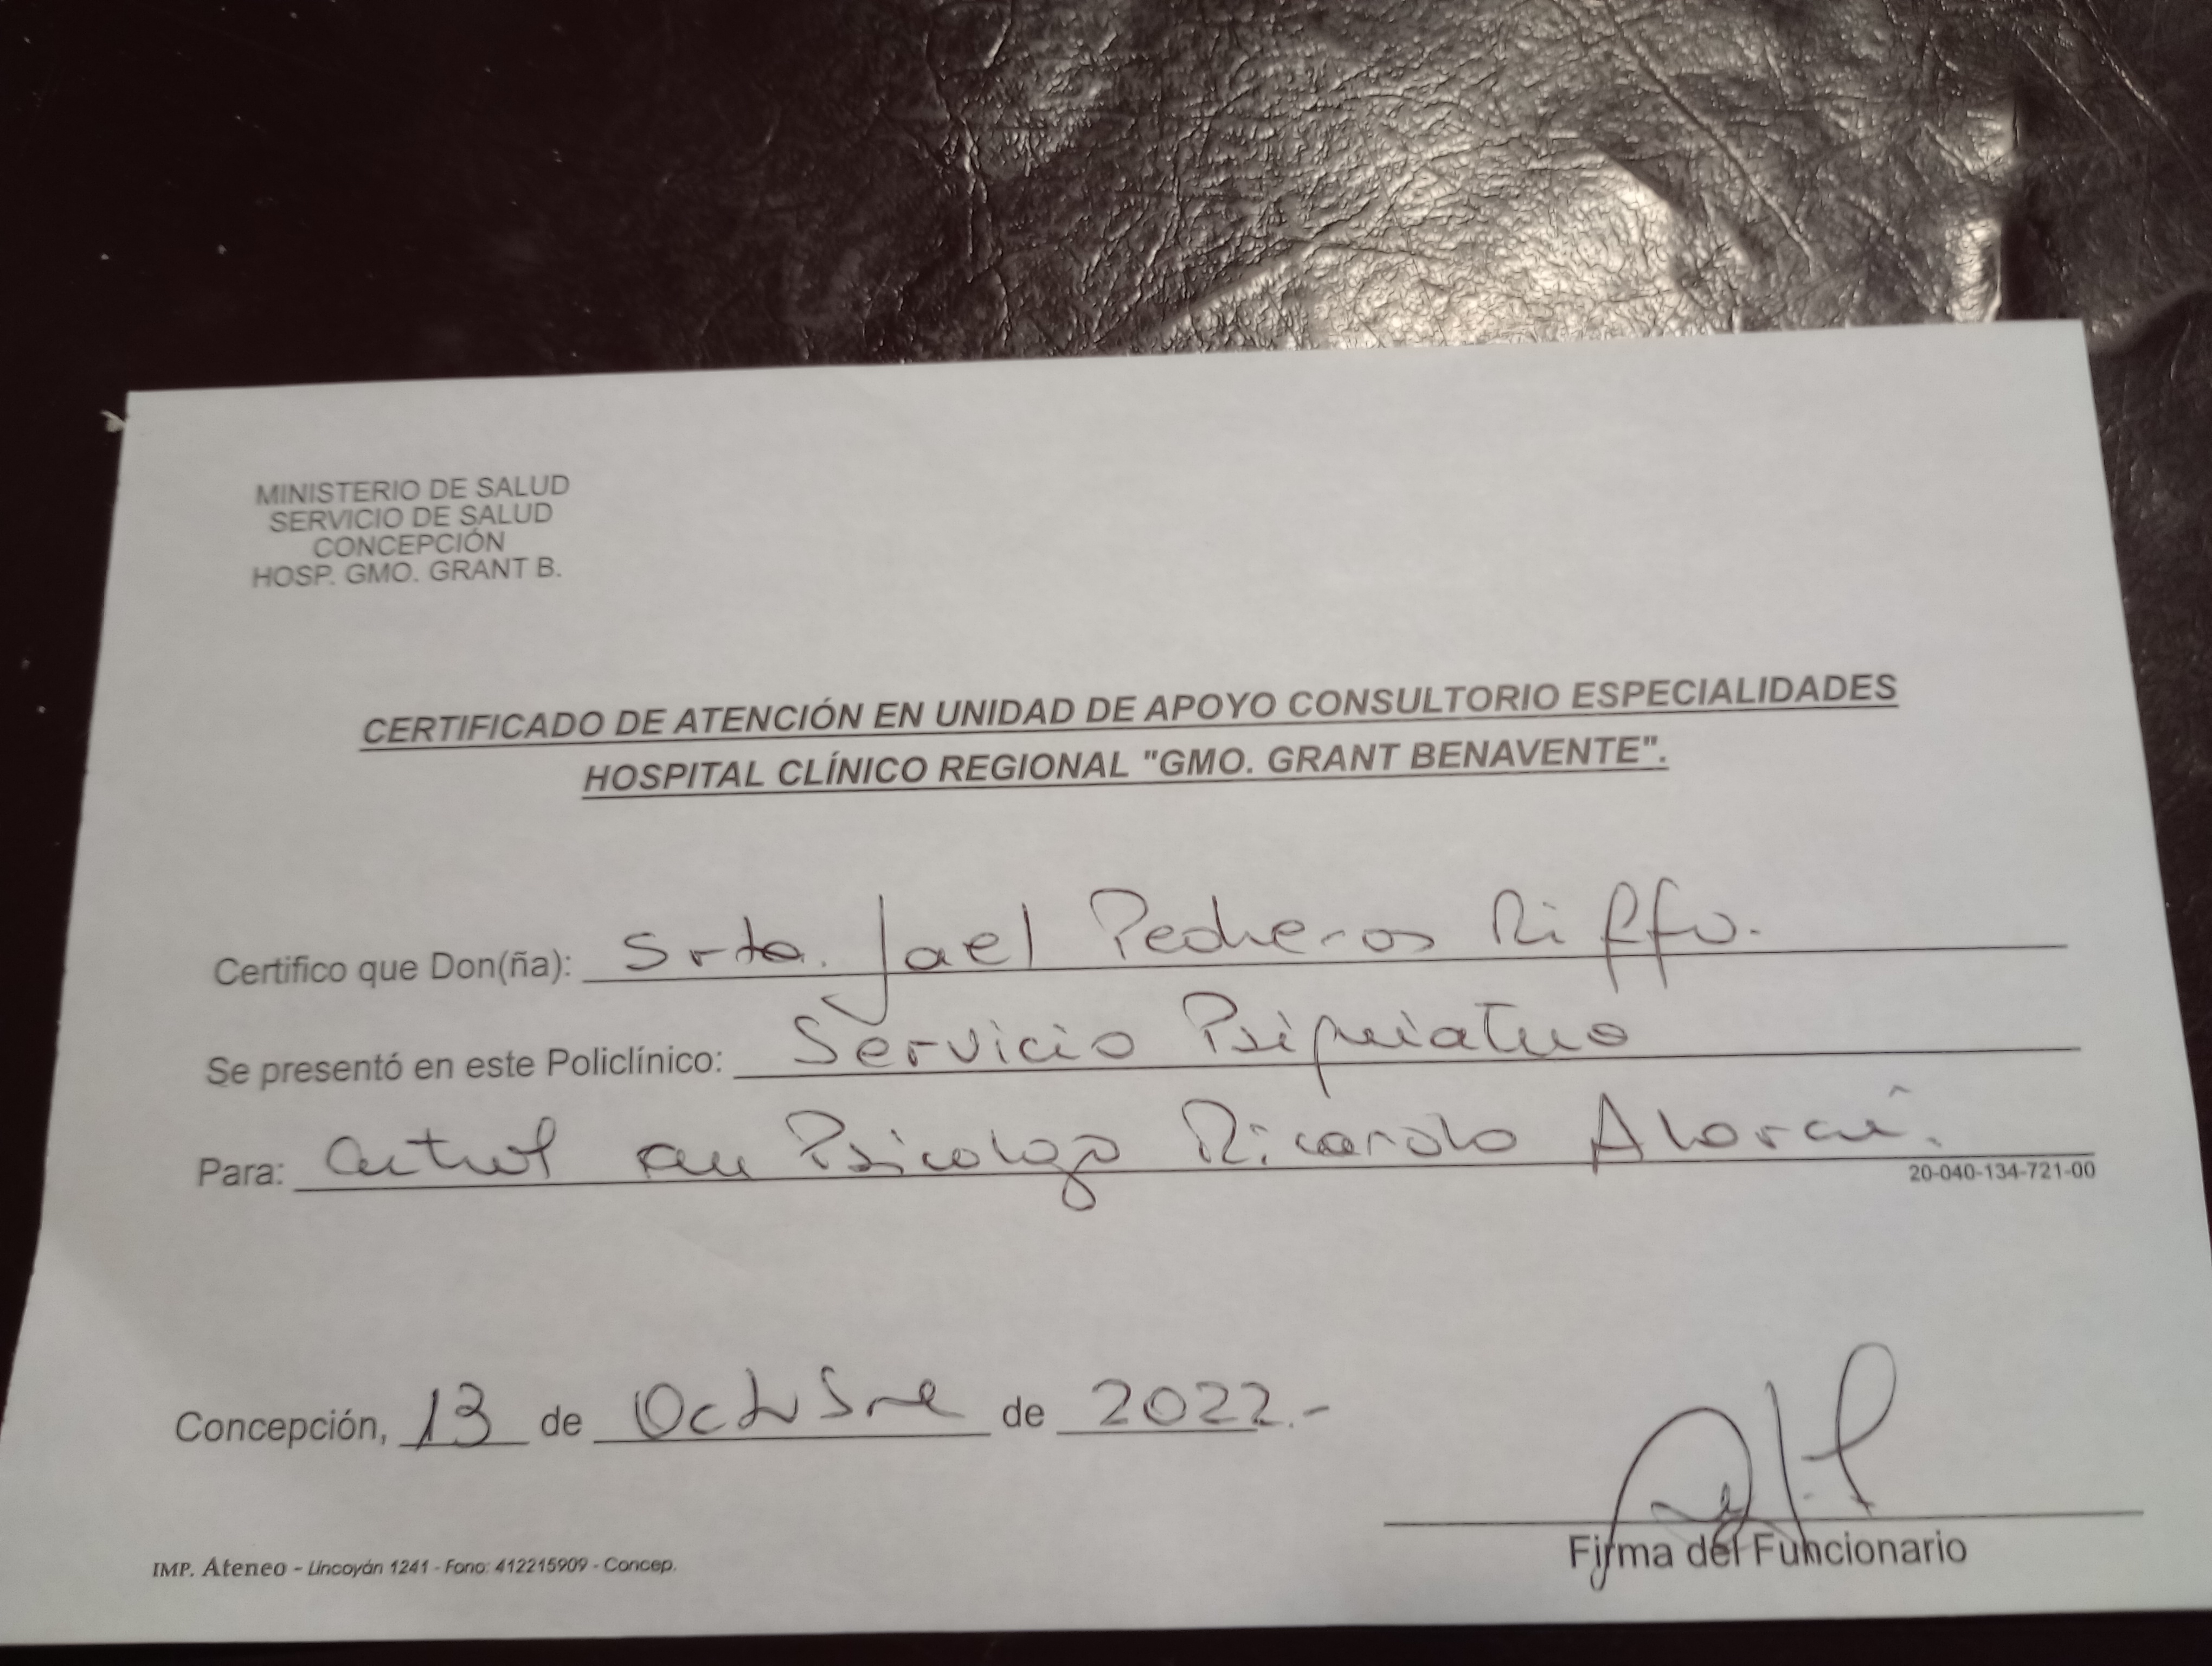 MINISTERIO DE SALUD
SERVICIO DE SALUD
CONCEPCIÓN
HOSP. GMO. GRANT B.
CERTIFICADO DE ATENCIÓN EN UNIDAD DE APOYO CONSULTORIO ESPECIALIDADES
HOSPITAL CLÍNICO REGIONAL "GMO. GRANT BENAVENTE".
Certifico que Don(ña): Srta. Jael Pedreros Riffo.
Se presentó en este Policlínico: Servicio Psiquiatrico
Para: Control con Psicologo Ricardo
20-040-134-721-00
Concepción, 13 de Octubre de 2022.-
Firma del Funcionario
IMP. Ateneo - Lincoyán 1241 - Fono: 412215909 - Concep.